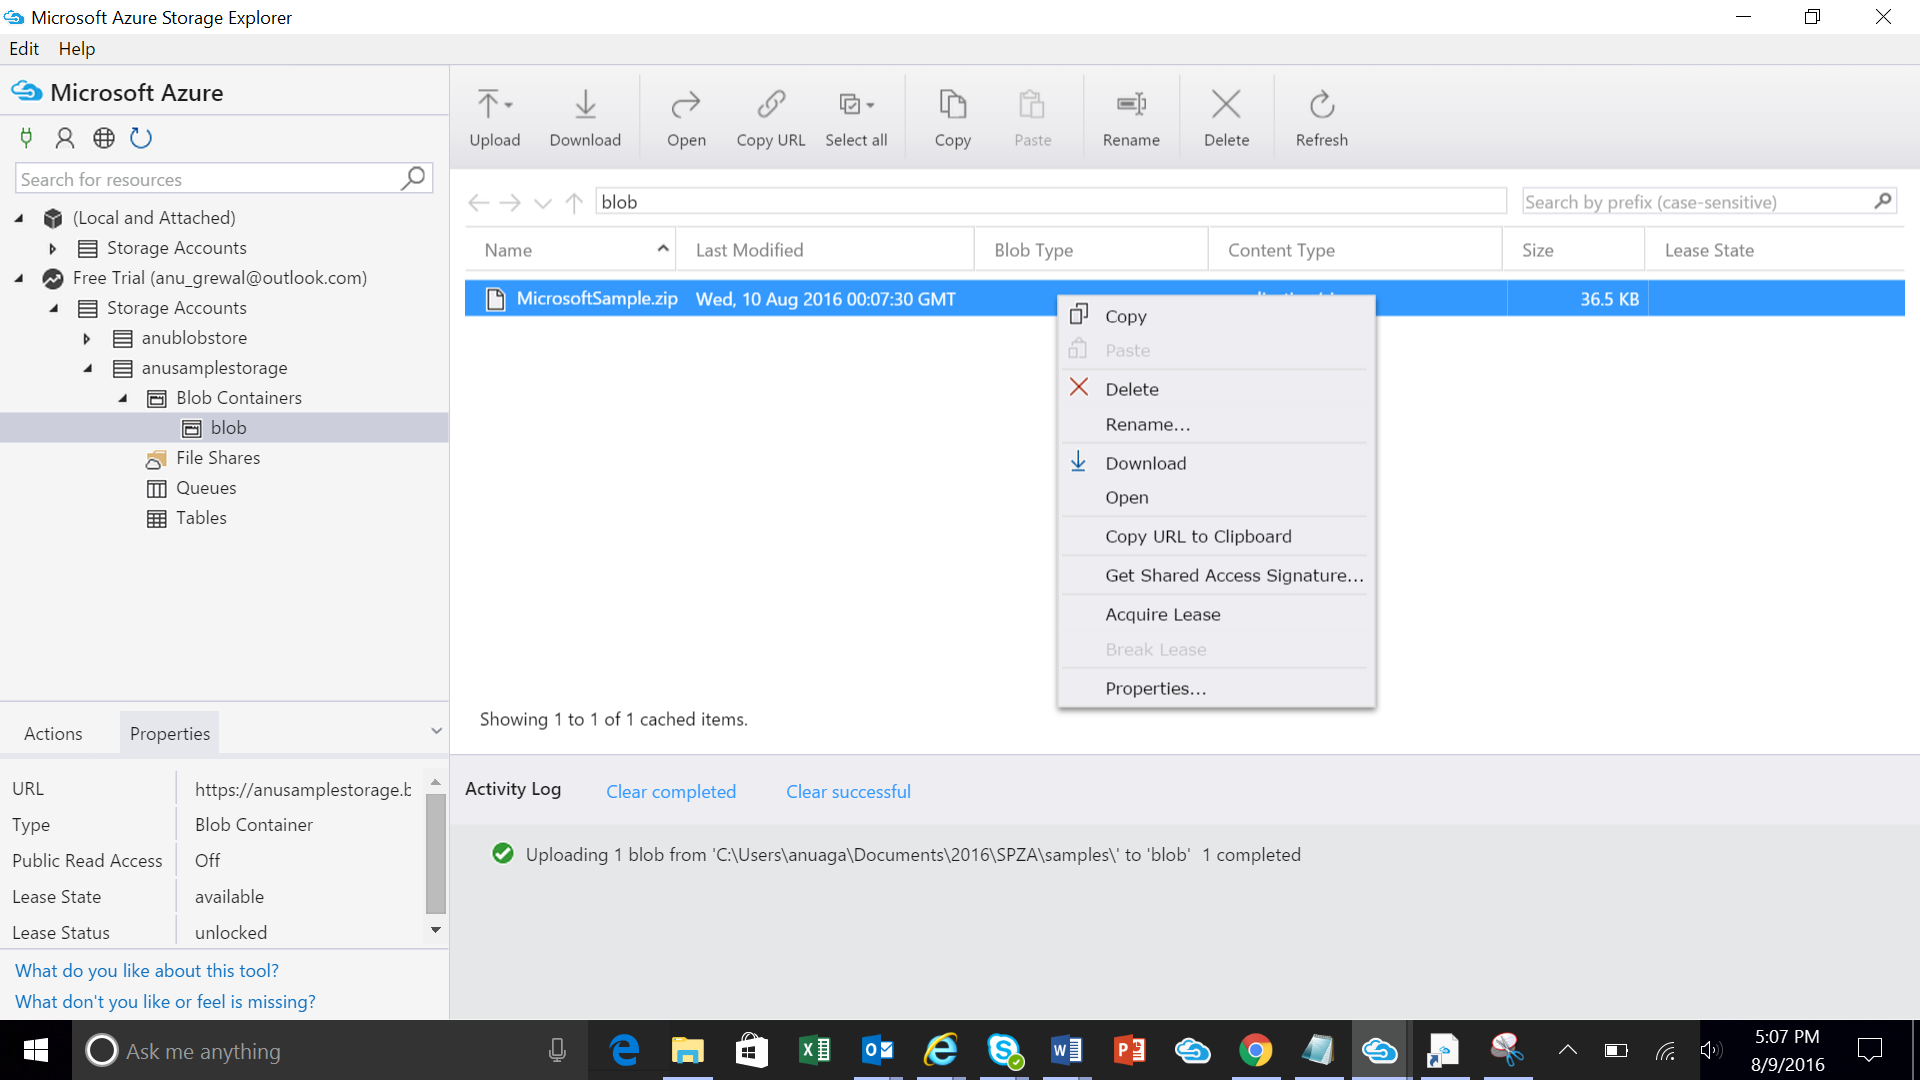 Microsoft Azure Storage Explorer
Edit Help
Microsoft Azure
Search for resources
(Local and Attached)
Storage Accounts
Free Trial (anu_grewal@outlook.com)
Storage Accounts
anublobstore
anusamplestorage
Blob Containers
blob
File Shares
Queues
Tables
Actions Properties
URL https://anusamplestorage.b
Type Blob Container
Public Read Access Off
Lease State available
Lease Status unlocked
What do you like about this tool?
What don't you like or feel is missing?
Upload Download Open Copy URL Select all Copy Paste Rename Delete Refresh
blob Search by prefix (case-sensitive)
Name Last Modified Blob Type Content Type Size Lease State
MicrosoftSample.zip Wed, 10 Aug 2016 00:07:30 GMT 36.5 KB
Copy
Paste
Delete
Rename...
Download
Open
Copy URL to Clipboard
Get Shared Access Signature...
Acquire Lease
Break Lease
Properties...
Showing 1 to 1 of 1 cached items.
Activity Log Clear completed Clear successful
Uploading 1 blob from 'C:\Users\anuaga\Documents\2016\SPZA\samples\' to 'blob' 1 completed
Ask me anything
5:07 PM
8/9/2016